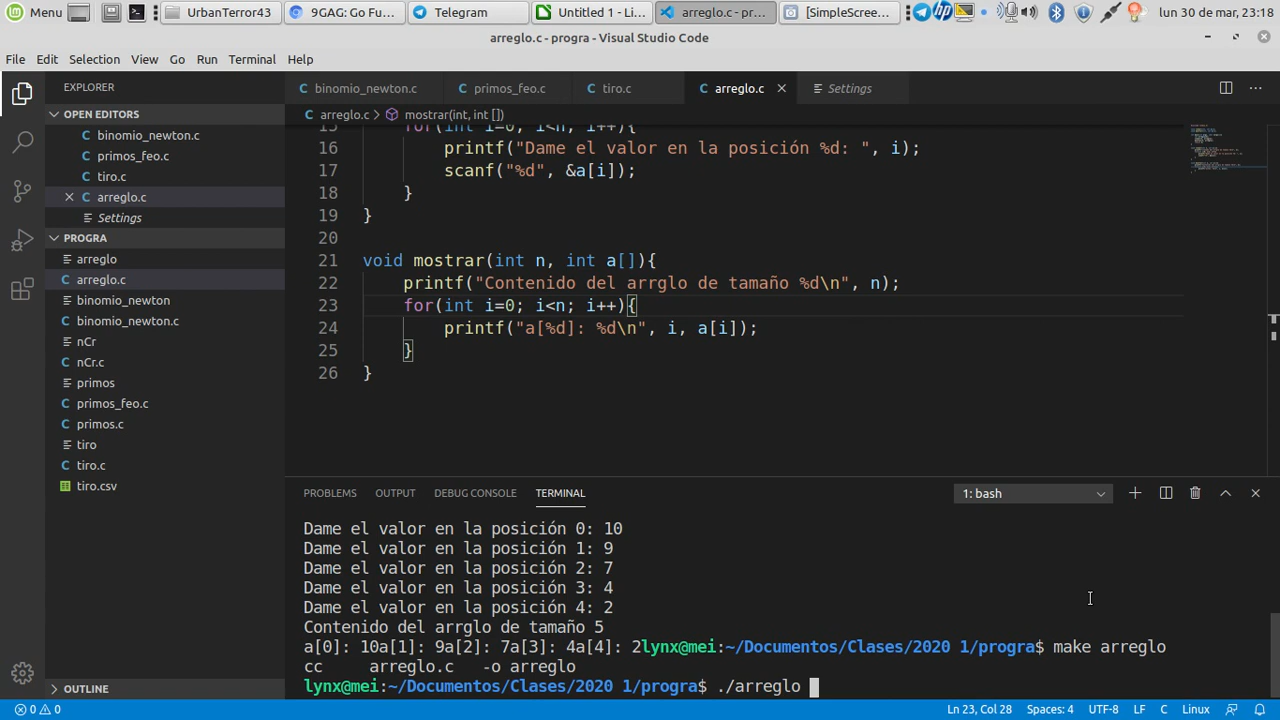 Menu UrbanTerror43 9GAG: Go Fu... Telegram Untitled 1 - Li... arreglo.c - pr... [SimpleScree... lun 30 de mar, 23:18
arreglo.c - progra - Visual Studio Code
File Edit Selection View Go Run Terminal Help
EXPLORER
OPEN EDITORS
C binomio_newton.c
C primos_feo.c
C tiro.c
C arreglo.c
Settings
PROGRA
arreglo
C arreglo.c
binomio_newton
C binomio_newton.c
nCr
C nCr.c
primos
C primos_feo.c
C primos.c
tiro
C tiro.c
tiro.csv
OUTLINE
C binomio_newton.c C primos_feo.c C tiro.c C arreglo.c Settings
C arreglo.c > mostrar(int, int [])
15 for(int i=0; i<n; i++){
16 printf("Dame el valor en la posición %d: ", i);
17 scanf("%d", &a[i]);
18 }
19 }
20
21 void mostrar(int n, int a[]){
22 printf("Contenido del arrglo de tamaño %d\n", n);
23 for(int i=0; i<n; i++){
24 printf("a[%d]: %d\n", i, a[i]);
25 }
26 }
PROBLEMS OUTPUT DEBUG CONSOLE TERMINAL 1: bash
Dame el valor en la posición 0: 10
Dame el valor en la posición 1: 9
Dame el valor en la posición 2: 7
Dame el valor en la posición 3: 4
Dame el valor en la posición 4: 2
Contenido del arrglo de tamaño 5
a[0]: 10a[1]: 9a[2]: 7a[3]: 4a[4]: 2lynx@mei:~/Documentos/Clases/2020 1/progra$ make arreglo
cc     arreglo.c   -o arreglo
lynx@mei:~/Documentos/Clases/2020 1/progra$ ./arreglo
0 0 Ln 23, Col 28 Spaces: 4 UTF-8 LF C Linux